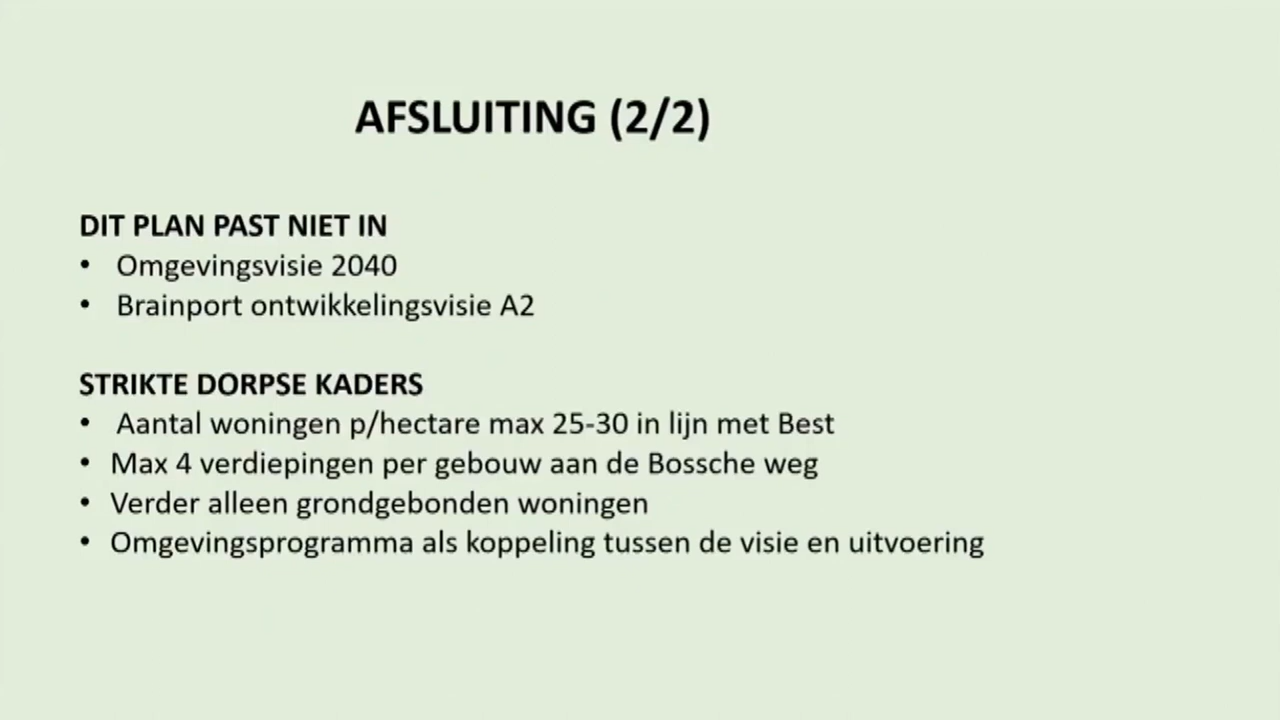 AFSLUITING (2/2)
DIT PLAN PAST NIET IN
• Omgevingsvisie 2040
• Brainport ontwikkelingsvisie A2
STRIKTE DORPSE KADERS
• Aantal woningen p/hectare max 25-30 in lijn met Best
• Max 4 verdiepingen per gebouw aan de Bossche weg
• Verder alleen grondgebonden woningen
• Omgevingsprogramma als koppeling tussen de visie en uitvoering